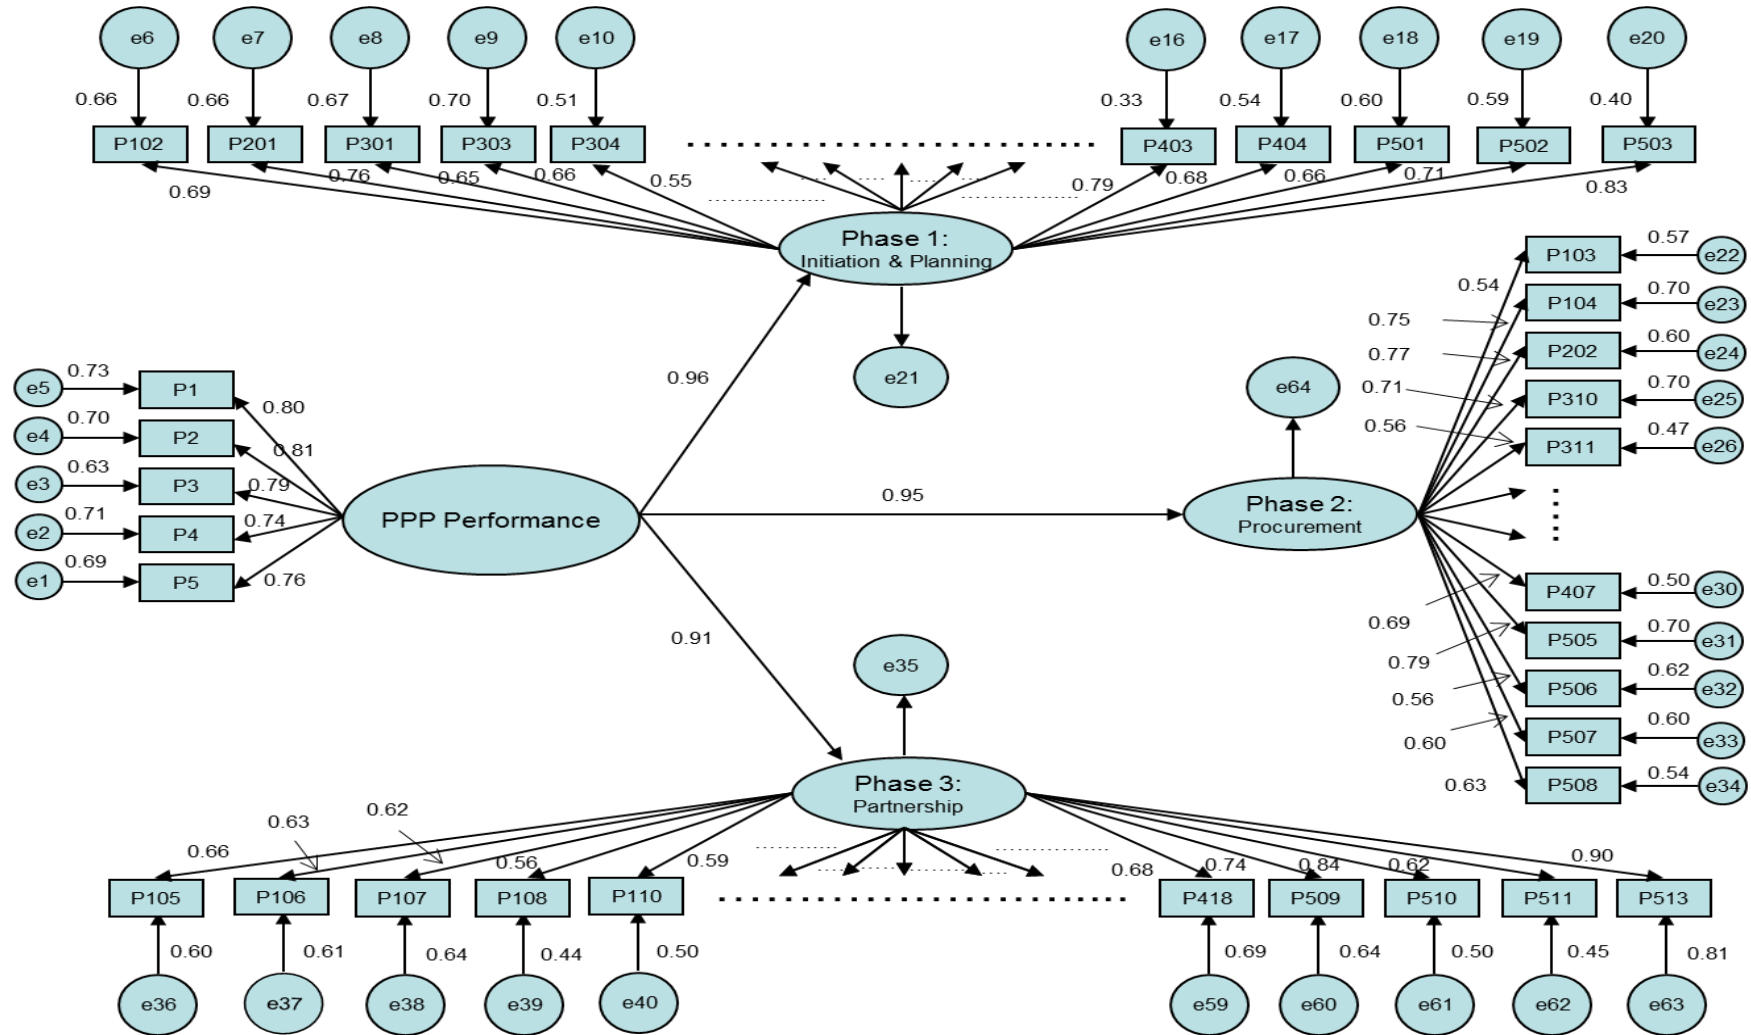 e6 e7 e8 e9 e10 e16 e17 e18 e19 e20
0.66 0.66 0.67 0.70 0.51 0.33 0.54 0.60 0.59 0.40
P102 P201 P301 P303 P304 P403 P404 P501 P502 P503
0.69 0.76 0.65 0.66 0.55 0.79 0.68 0.66 0.71 0.83
Phase 1:
Initiation & Planning
e21
0.96
0.95
0.91
e5 0.73 P1 0.80
e4 0.70 P2 0.81
e3 0.63 P3 0.79
e2 0.71 P4 0.74
e1 0.69 P5 0.76
PPP Performance
e64
Phase 2:
Procurement
0.54 P103 0.57 e22
0.75 P104 0.70 e23
0.77 P202 0.60 e24
0.71 P310 0.70 e25
0.56 P311 0.47 e26
0.69 P407 0.50 e30
0.79 P505 0.70 e31
0.56 P506 0.62 e32
0.60 P507 0.60 e33
0.63 P508 0.54 e34
e35
Phase 3:
Partnership
0.66 0.63 0.62 0.56 0.59 0.68 0.74 0.84 0.62 0.90
P105 P106 P107 P108 P110 P418 P509 P510 P511 P513
0.60 0.61 0.64 0.44 0.50 0.69 0.64 0.50 0.45 0.81
e36 e37 e38 e39 e40 e59 e60 e61 e62 e63